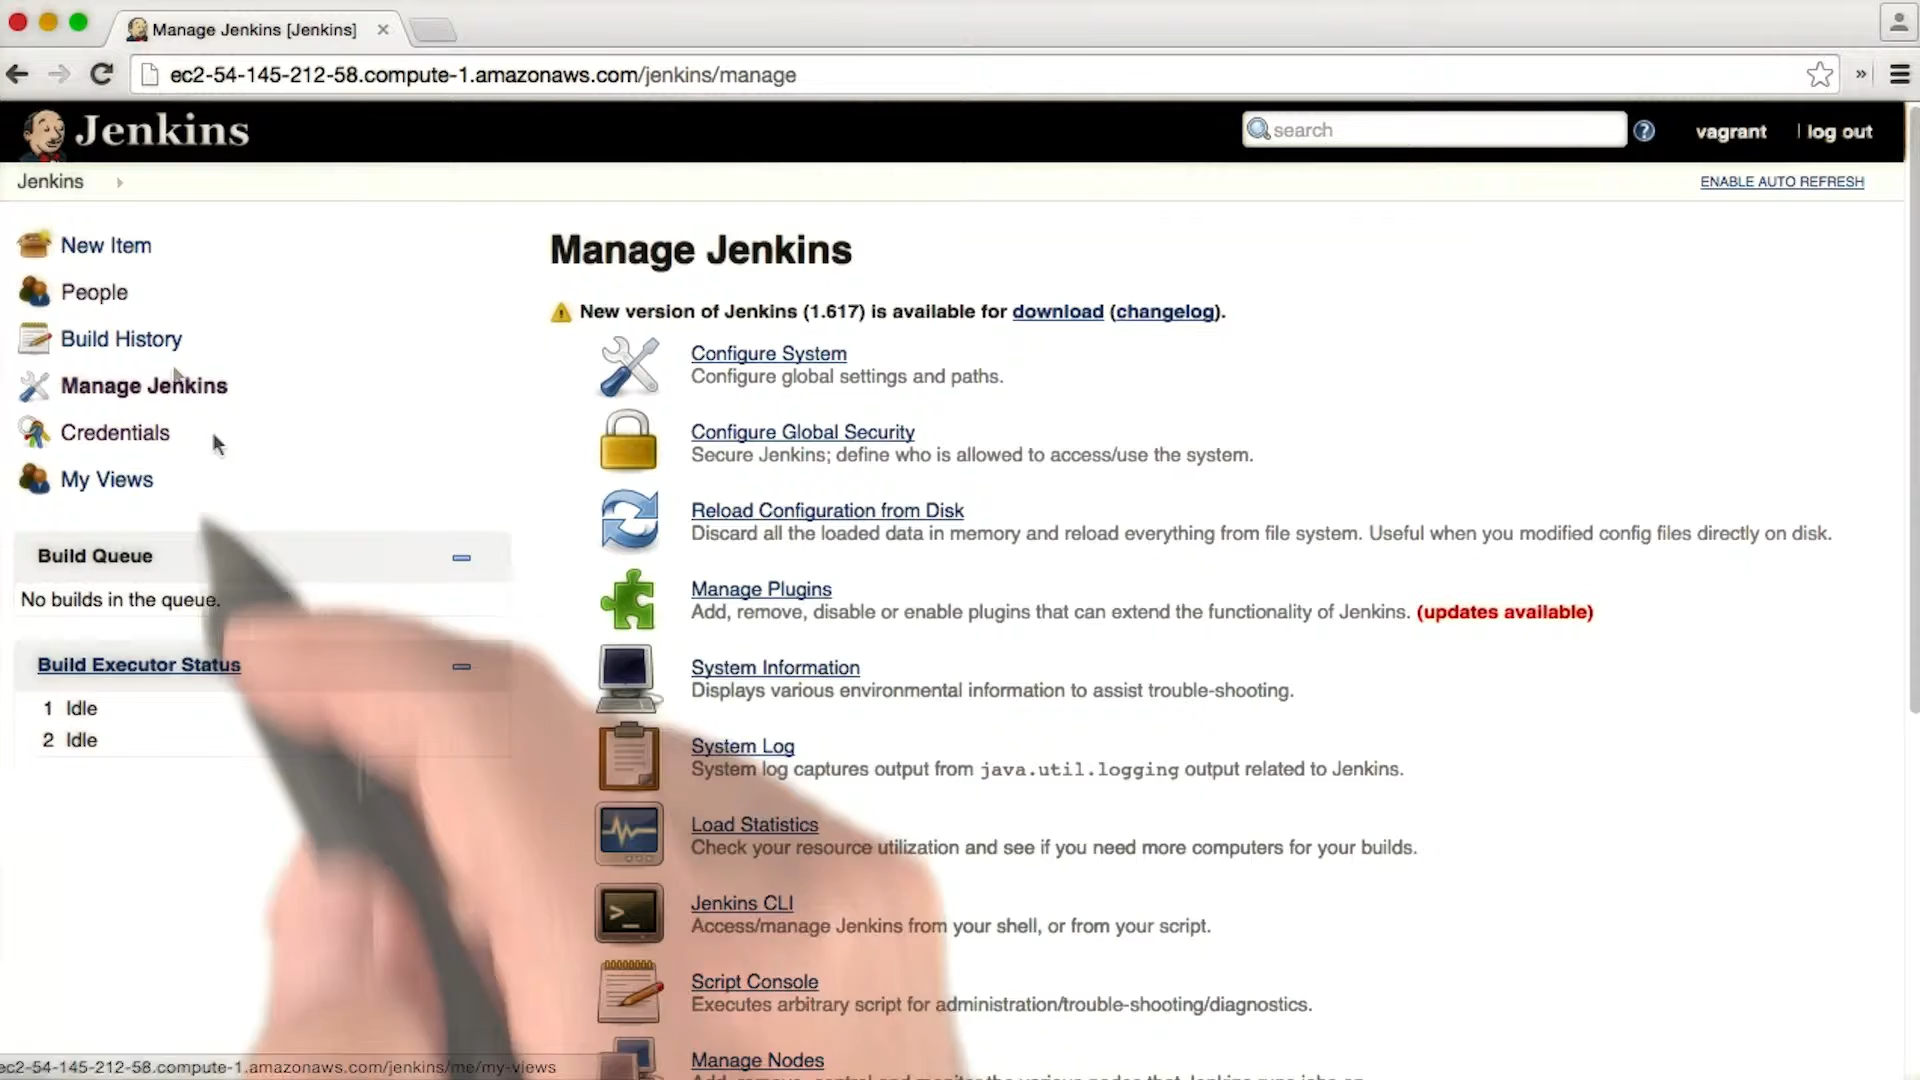 Manage Jenkins [Jenkins]
ec2-54-145-212-58.compute-1.amazonaws.com/jenkins/manage
Jenkins
search
vagrant
| log out
Jenkins
ENABLE AUTO REFRESH
New Item
People
Build History
Manage Jenkins
Credentials
My Views
Build Queue
No builds in the queue.
Build Executor Status
1 Idle
2 Idle
Manage Jenkins
New version of Jenkins (1.617) is available for download (changelog).
Configure System
Configure global settings and paths.
Configure Global Security
Secure Jenkins; define who is allowed to access/use the system.
Reload Configuration from Disk
Discard all the loaded data in memory and reload everything from file system. Useful when you modified config files directly on disk.
Manage Plugins
Add, remove, disable or enable plugins that can extend the functionality of Jenkins. (updates available)
System Information
Displays various environmental information to assist trouble-shooting.
System Log
System log captures output from java.util.logging output related to Jenkins.
Load Statistics
Check your resource utilization and see if you need more computers for your builds.
Jenkins CLI
Access/manage Jenkins from your shell, or from your script.
Script Console
Executes arbitrary script for administration/trouble-shooting/diagnostics.
Manage Nodes
ec2-54-145-212-58.compute-1.amazonaws.com/jenkins/me/my-views